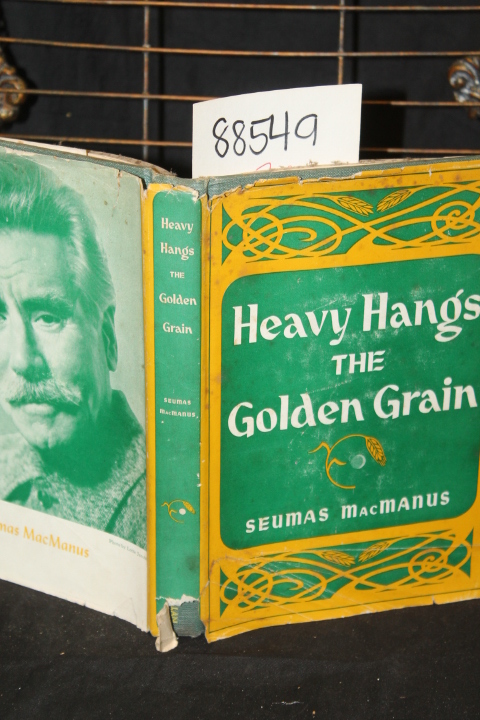 88549
Heavy
Hangs
THE
Golden
Grain
SEUMAS
MacMANUS
Heavy Hangs
THE
Golden Grain
SEUMAS MacMANUS
mas MacManus